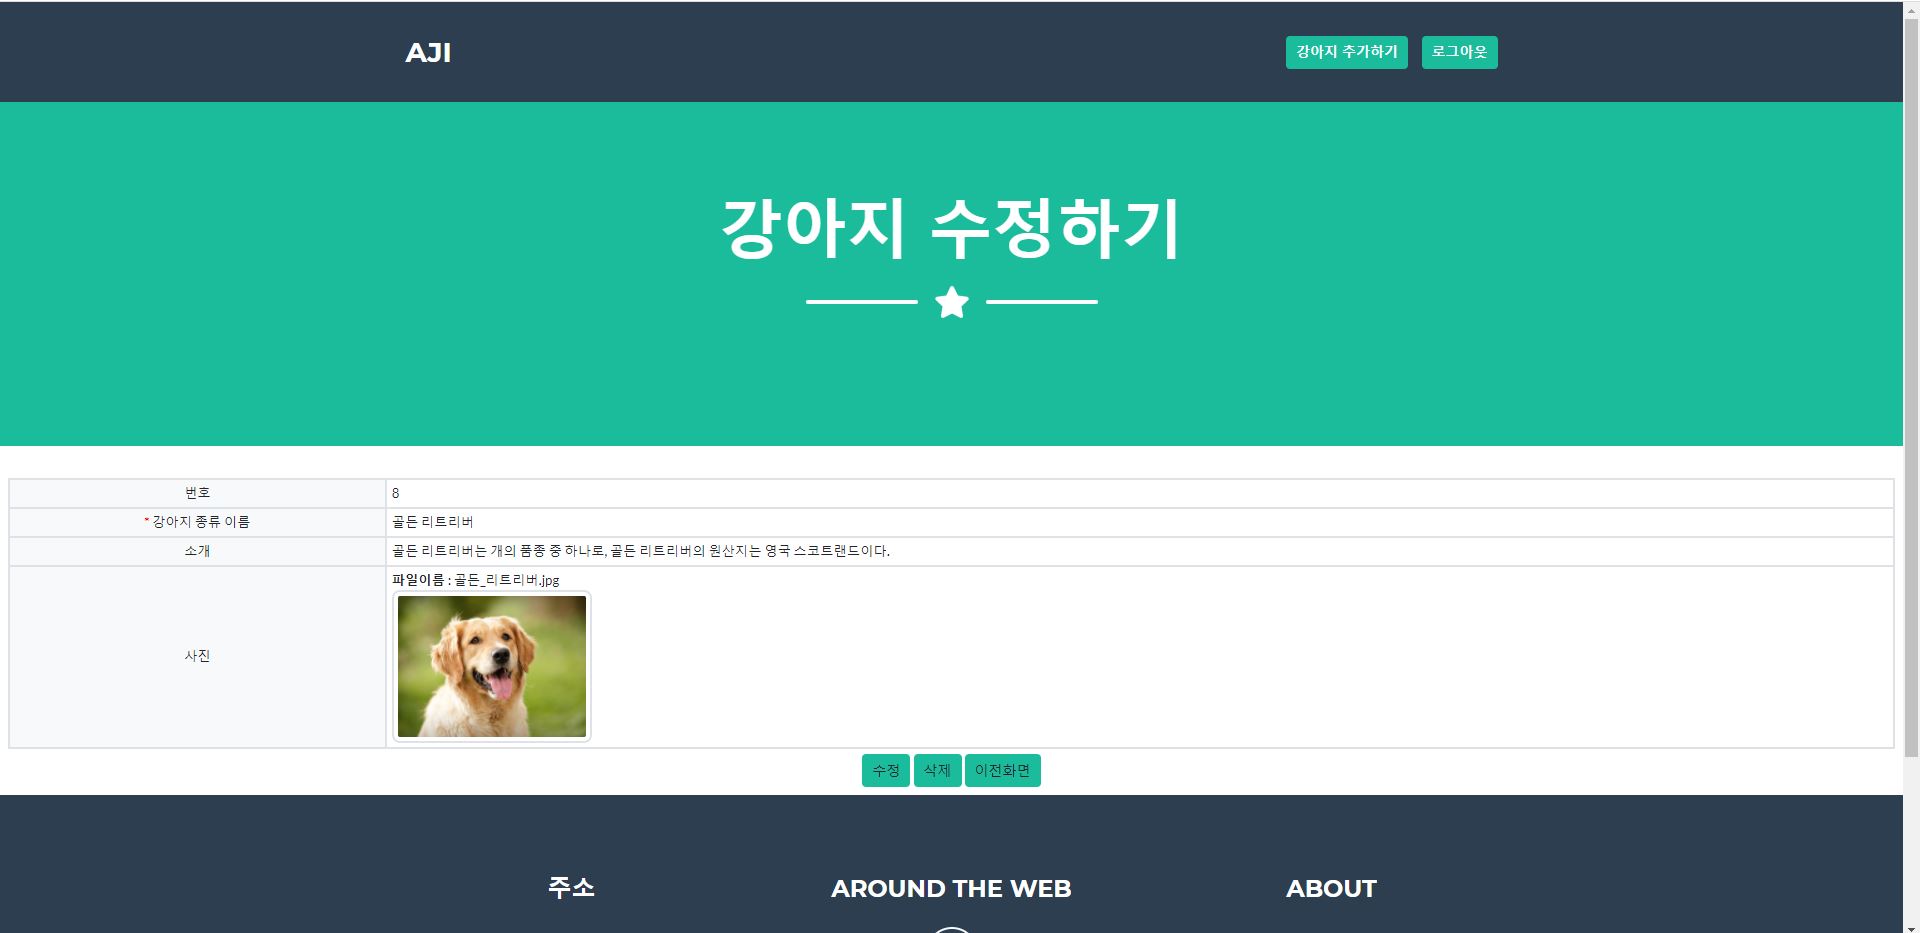 AJI
강아지 추가하기
로그아웃
강아지 수정하기
번호
8
* 강아지 종류 이름
골든 리트리버
소개
골든 리트리버는 개의 품종 중 하나로, 골든 리트리버의 원산지는 영국 스코트랜드이다.
사진
파일이름 : 골든_리트리버.jpg
수정
삭제
이전화면
주소
AROUND THE WEB
ABOUT